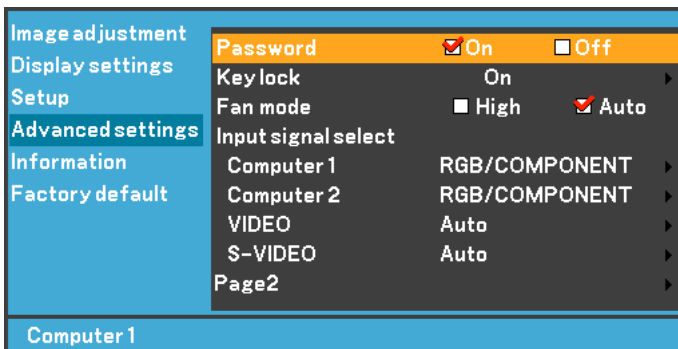 Image adjustment
Display settings
Setup
Advanced settings
Information
Factory default
Password On Off
Key lock On
Fan mode High Auto
Input signal select
Computer 1 RGB/COMPONENT
Computer 2 RGB/COMPONENT
VIDEO Auto
S-VIDEO Auto
Page2
Computer 1